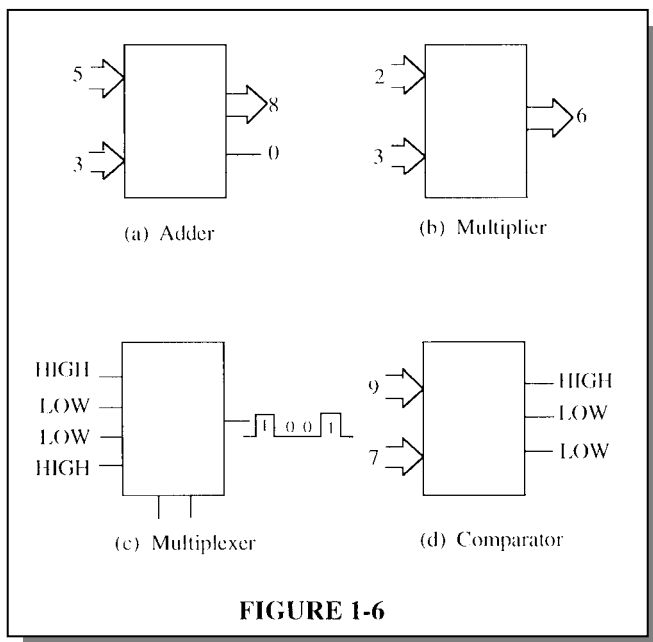 5
8
3
0
(a) Adder
2
6
3
(b) Multiplier
HIGH
LOW
LOW
HIGH
1 0 0 1
(c) Multiplexer
9
HIGH
LOW
7
LOW
(d) Comparator
FIGURE 1-6